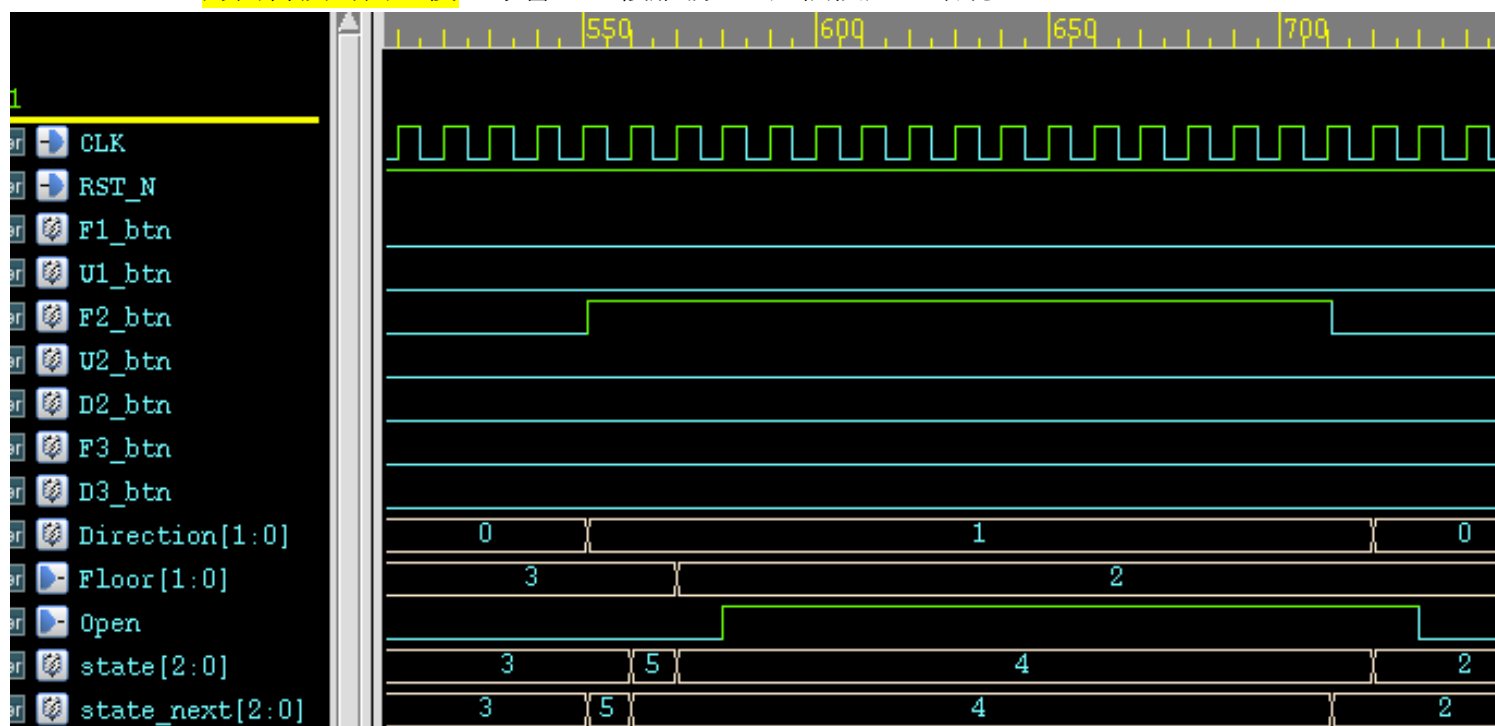 550 600 650 700
1
CLK
RST_N
F1_btn
U1_btn
F2_btn
U2_btn
D2_btn
F3_btn
D3_btn
Direction[1:0] 0 1 0
Floor[1:0] 3 2
Open
state[2:0] 3 5 4 2
state_next[2:0] 3 5 4 2